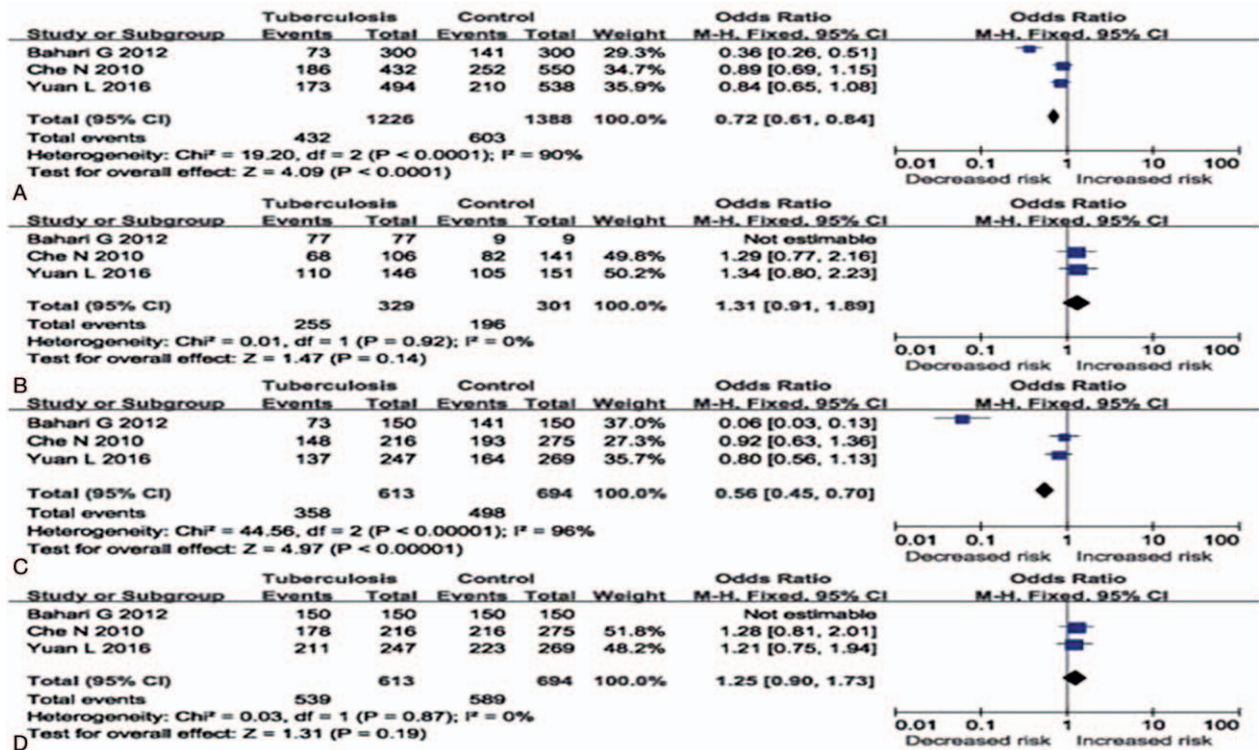 Tuberculosis Control Odds Ratio Odds Ratio
Study or Subgroup Events Total Events Total Weight M-H. Fixed. 95% CI M-H. Fixed. 95% CI
Bahari G 2012 73 300 141 300 29.3% 0.36 [0.26, 0.51]
Che N 2010 186 432 252 550 34.7% 0.89 [0.69, 1.15]
Yuan L 2016 173 494 210 538 35.9% 0.84 [0.65, 1.08]
Total (95% CI) 1226 1388 100.0% 0.72 [0.61, 0.84]
Total events 432 603
Heterogeneity: Chi² = 19.20, df = 2 (P < 0.0001); I² = 90%
Test for overall effect: Z = 4.09 (P < 0.0001)
0.01 0.1 1 10 100
Decreased risk Increased risk
A
Tuberculosis Control Odds Ratio Odds Ratio
Study or Subgroup Events Total Events Total Weight M-H. Fixed. 95% CI M-H. Fixed. 95% CI
Bahari G 2012 77 77 9 9 Not estimable
Che N 2010 68 106 82 141 49.8% 1.29 [0.77, 2.16]
Yuan L 2016 110 146 105 151 50.2% 1.34 [0.80, 2.23]
Total (95% CI) 329 301 100.0% 1.31 [0.91, 1.89]
Total events 255 196
Heterogeneity: Chi² = 0.01, df = 1 (P = 0.92); I² = 0%
Test for overall effect: Z = 1.47 (P = 0.14)
0.01 0.1 1 10 100
Decreased risk Increased risk
B
Tuberculosis Control Odds Ratio Odds Ratio
Study or Subgroup Events Total Events Total Weight M-H. Fixed. 95% CI M-H. Fixed. 95% CI
Bahari G 2012 73 150 141 150 37.0% 0.06 [0.03, 0.13]
Che N 2010 148 216 193 275 27.3% 0.92 [0.63, 1.36]
Yuan L 2016 137 247 164 269 35.7% 0.80 [0.56, 1.13]
Total (95% CI) 613 694 100.0% 0.56 [0.45, 0.70]
Total events 358 498
Heterogeneity: Chi² = 44.56, df = 2 (P < 0.00001); I² = 96%
Test for overall effect: Z = 4.97 (P < 0.00001)
0.01 0.1 1 10 100
Decreased risk Increased risk
C
Tuberculosis Control Odds Ratio Odds Ratio
Study or Subgroup Events Total Events Total Weight M-H. Fixed. 95% CI M-H. Fixed. 95% CI
Bahari G 2012 150 150 150 150 Not estimable
Che N 2010 178 216 216 275 51.8% 1.28 [0.81, 2.01]
Yuan L 2016 211 247 223 269 48.2% 1.21 [0.75, 1.94]
Total (95% CI) 613 694 100.0% 1.25 [0.90, 1.73]
Total events 539 589
Heterogeneity: Chi² = 0.03, df = 1 (P = 0.87); I² = 0%
Test for overall effect: Z = 1.31 (P = 0.19)
0.01 0.1 1 10 100
Decreased risk Increased risk
D